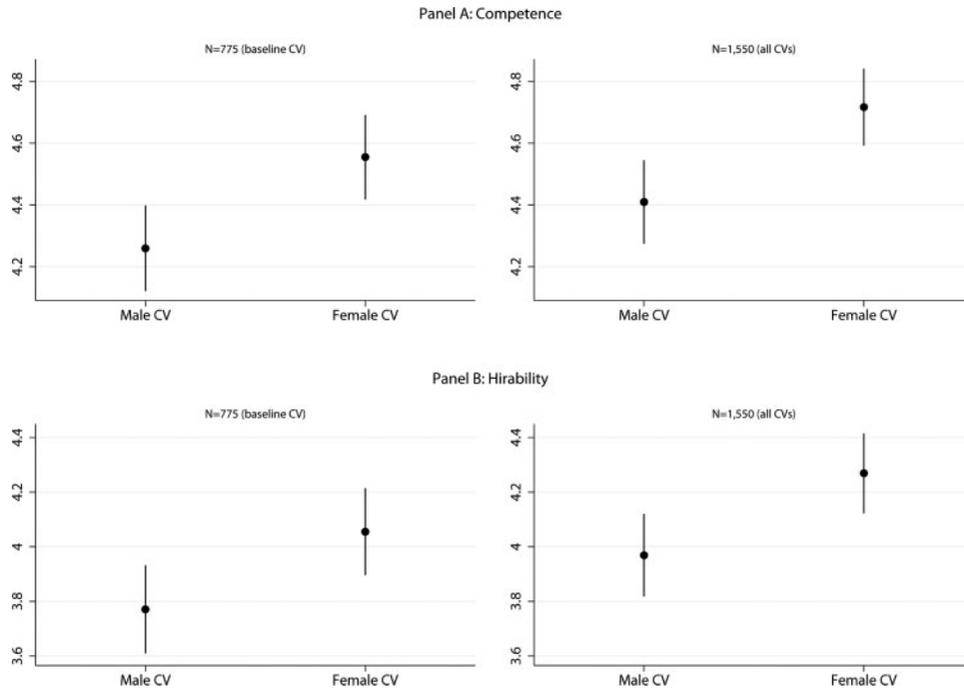 Panel A: Competence
N=775 (baseline CV)
4.8
4.6
4.4
4.2
Male CV
Female CV
N=1,550 (all CVs)
4.8
4.6
4.4
4.2
Male CV
Female CV
Panel B: Hirability
N=775 (baseline CV)
4.4
4.2
4
3.8
3.6
Male CV
Female CV
N=1,550 (all CVs)
4.4
4.2
4
3.8
3.6
Male CV
Female CV